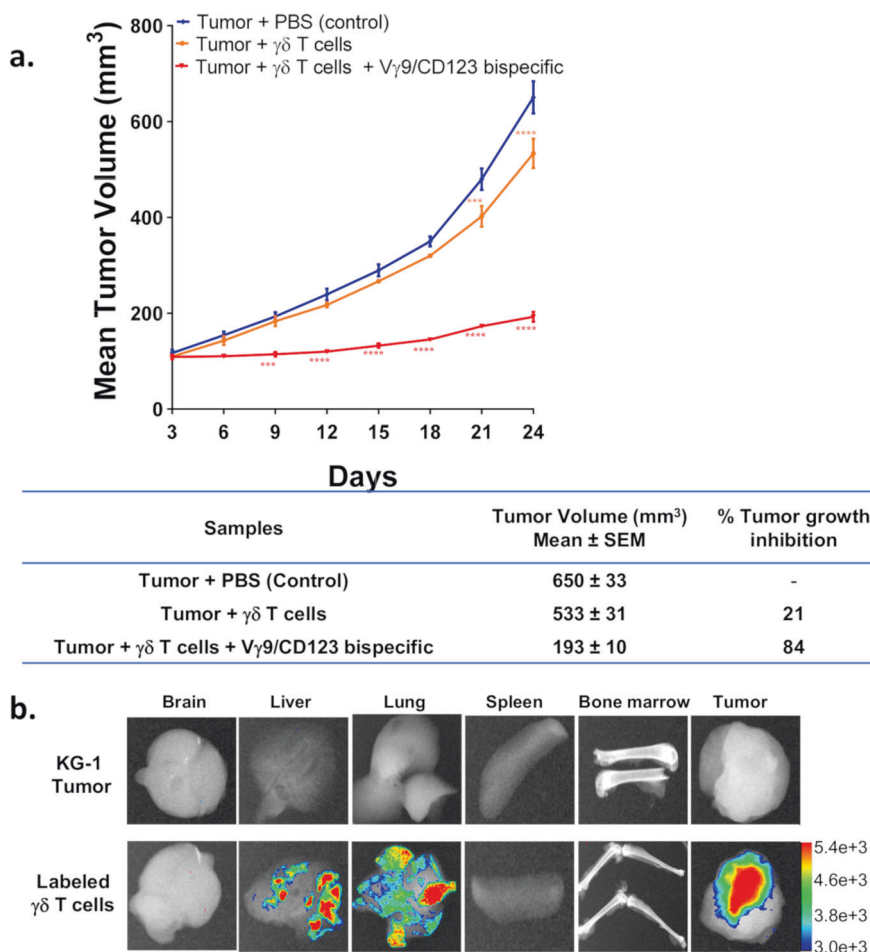 a.
Mean Tumor Volume (mm³)
800
600
400
200
0
Tumor + PBS (control)
Tumor + γδ T cells
Tumor + γδ T cells + Vγ9/CD123 bispecific
****
***
***
****
****
****
****
****
3 6 9 12 15 18 21 24
Days
Samples Tumor Volume (mm³) % Tumor growth
Mean ± SEM inhibition
Tumor + PBS (Control) 650 ± 33 -
Tumor + γδ T cells 533 ± 31 21
Tumor + γδ T cells + Vγ9/CD123 bispecific 193 ± 10 84
b.
Brain Liver Lung Spleen Bone marrow Tumor
KG-1
Tumor
Labeled
γδ T cells
5.4e+3
4.6e+3
3.8e+3
3.0e+3